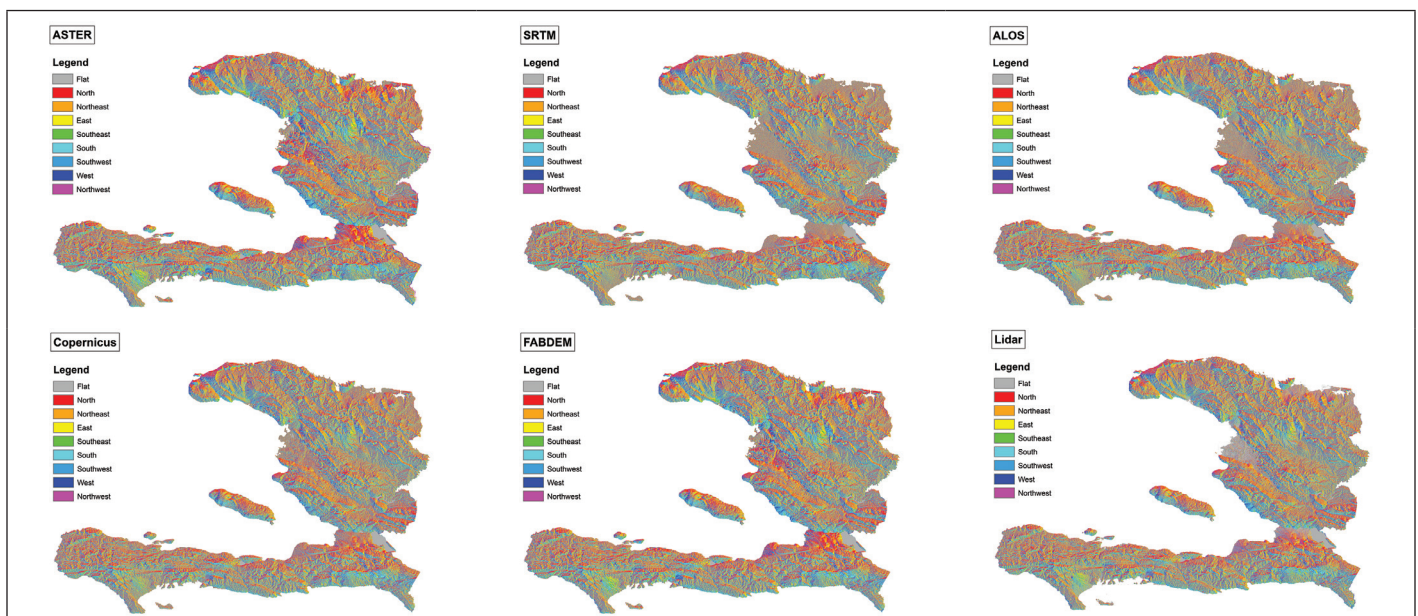 ASTER
Legend
Flat
North
Northeast
East
Southeast
South
Southwest
West
Northwest
SRTM
Legend
Flat
North
Northeast
East
Southeast
South
Southwest
West
Northwest
ALOS
Legend
Flat
North
Northeast
East
Southeast
South
Southwest
West
Northwest
Copernicus
Legend
Flat
North
Northeast
East
Southeast
South
Southwest
West
Northwest
FABDEM
Legend
Flat
North
Northeast
East
Southeast
South
Southwest
West
Northwest
Lidar
Legend
Flat
North
Northeast
East
Southeast
South
Southwest
West
Northwest